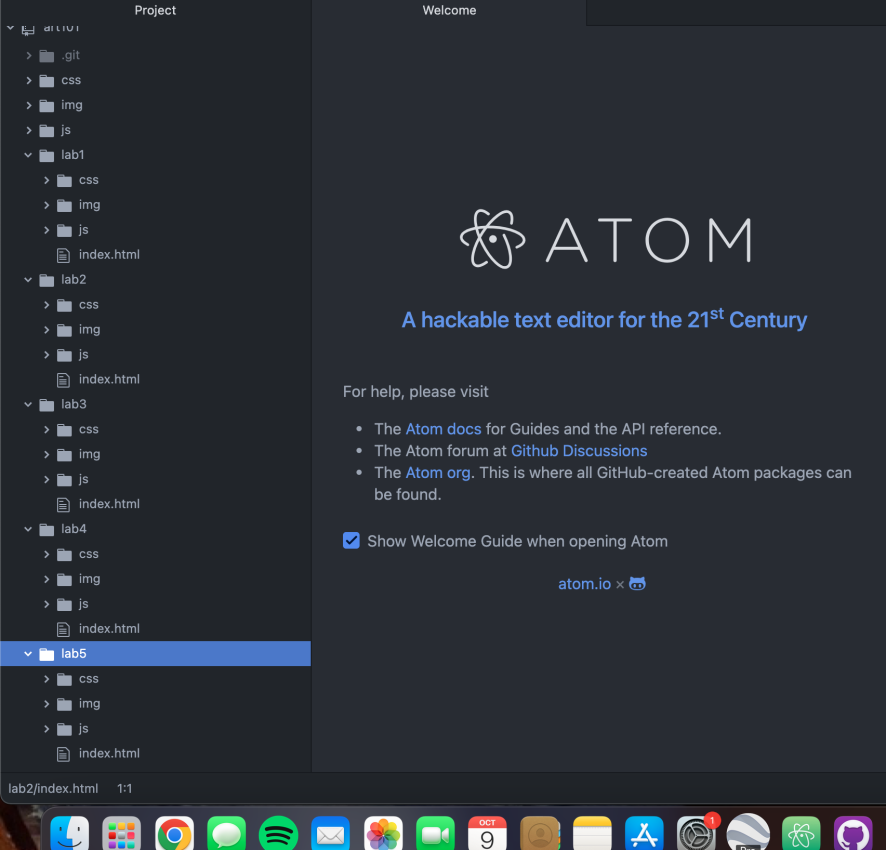 Project
Welcome
art101
.git
css
img
js
lab1
css
img
js
index.html
lab2
css
img
js
index.html
lab3
css
img
js
index.html
lab4
css
img
js
index.html
lab5
css
img
js
index.html
ATOM
A hackable text editor for the 21st Century
For help, please visit
• The Atom docs for Guides and the API reference.
• The Atom forum at Github Discussions
• The Atom org. This is where all GitHub-created Atom packages can
be found.
Show Welcome Guide when opening Atom
atom.io ×
lab2/index.html 1:1
OCT
9
1
Pro